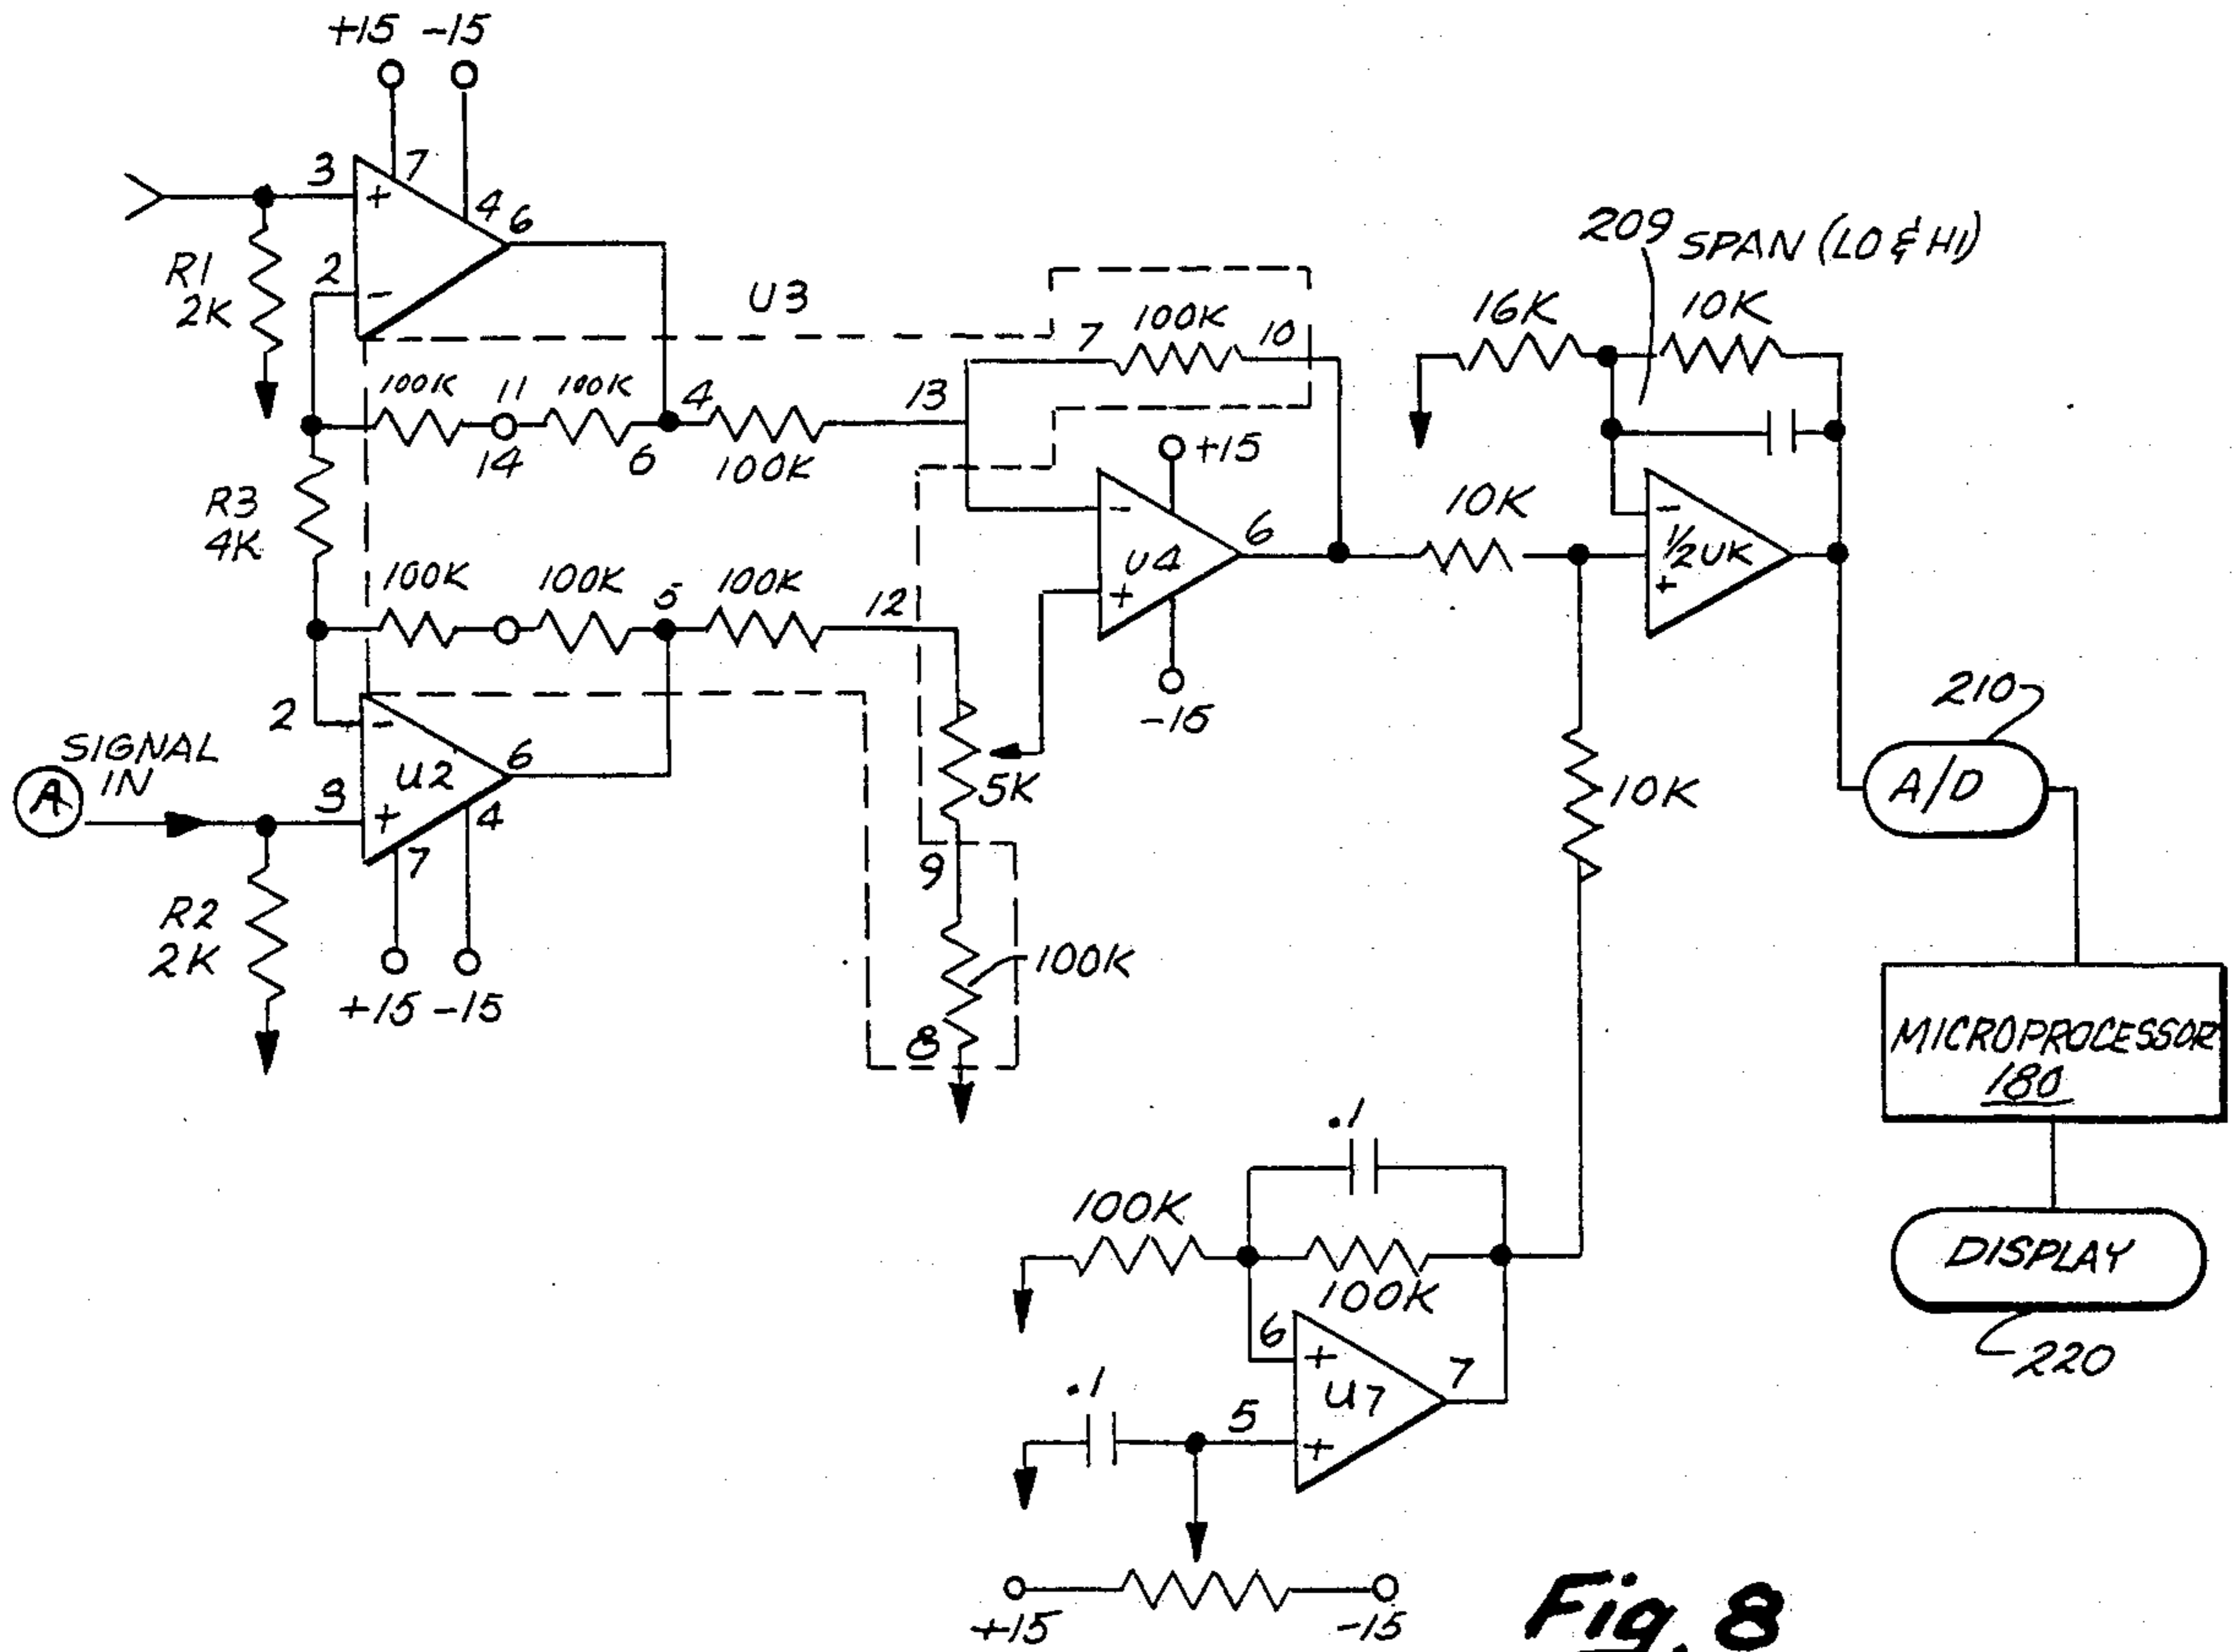 +15 -15
3
+
7
4
6
2
-
R1
2K
U3
209 SPAN (LO & HI)
16K
10K
7
100K
10
100K
11
100K
4
13
14
6
100K
+15
R3
4K
-
U4
+
6
10K
-
½UK
+
100K
100K
5
100K
12
-15
2
-
SIGNAL
IN
A
U2
6
3
+
4
7
5K
10K
210
A/D
9
R2
2K
100K
+15 -15
8
MICROPROCESSOR
180
.1
100K
100K
DISPLAY
6
+
U7
7
220
.1
5
+
+15
-15
Fig. 8